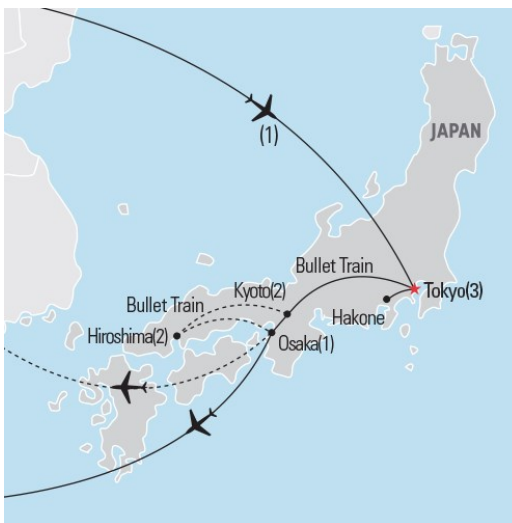 (1)
JAPAN
Bullet Train
Tokyo(3)
Hakone
Kyoto(2)
Bullet Train
Hiroshima(2)
Osaka(1)